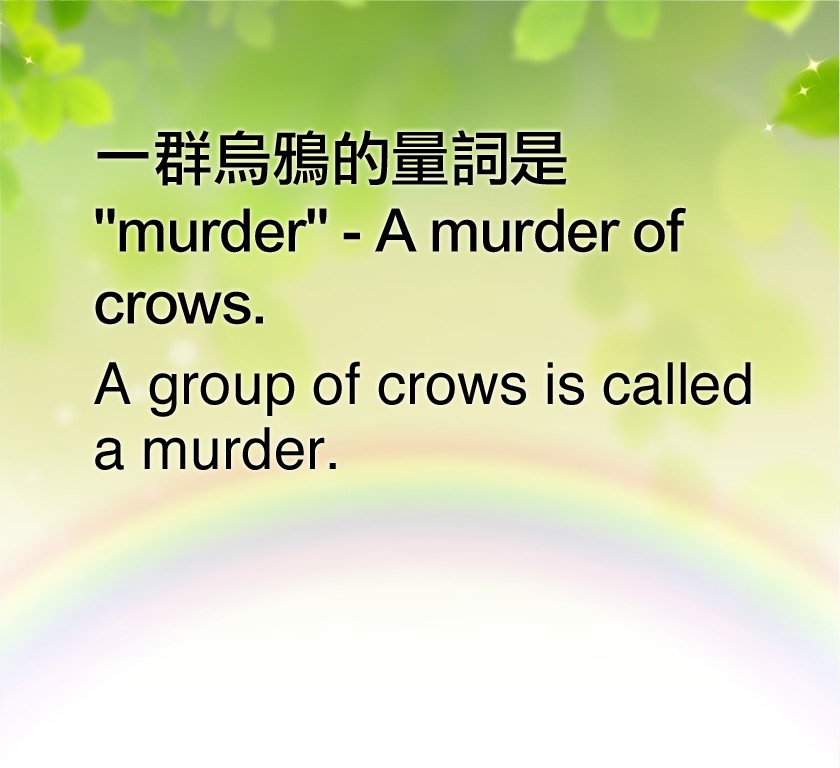 一群烏鴉的量詞是
"murder" - A murder of
crows.
A group of crows is called
a murder.